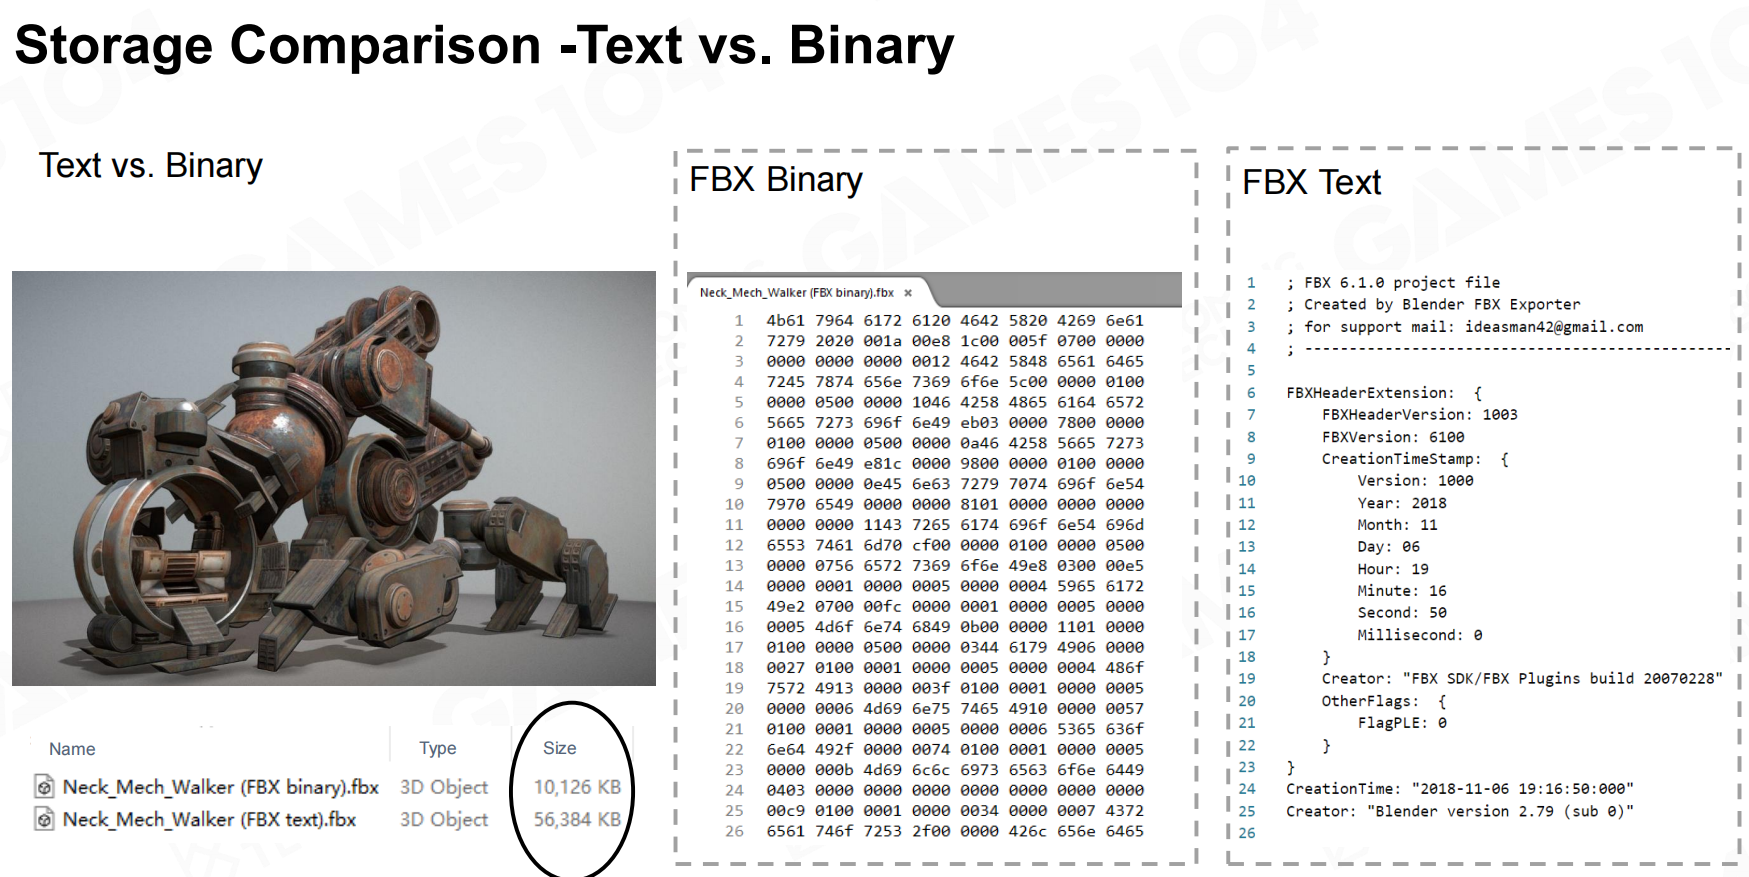 Storage Comparison -Text vs. Binary
Text vs. Binary
Name Type Size
Neck_Mech_Walker (FBX binary).fbx 3D Object 10,126 KB
Neck_Mech_Walker (FBX text).fbx 3D Object 56,384 KB
FBX Binary
Neck_Mech_Walker (FBX binary).fbx ×
1 4b61 7964 6172 6120 4642 5820 4269 6e61
2 7279 2020 001a 00e8 1c00 005f 0700 0000
3 0000 0000 0000 0012 4642 5848 6561 6465
4 7245 7874 656e 7369 6f6e 5c00 0000 0100
5 0000 0500 0000 1046 4258 4865 6164 6572
6 5665 7273 696f 6e49 eb03 0000 7800 0000
7 0100 0000 0500 0000 0a46 4258 5665 7273
8 696f 6e49 e81c 0000 9800 0000 0100 0000
9 0500 0000 0e45 6e63 7279 7074 696f 6e54
10 7970 6549 0000 0000 8101 0000 0000 0000
11 0000 0000 1143 7265 6174 696f 6e54 696d
12 6553 7461 6d70 cf00 0000 0100 0000 0500
13 0000 0756 6572 7369 6f6e 49e8 0300 00e5
14 0000 0001 0000 0005 0000 0004 5965 6172
15 49e2 0700 00fc 0000 0001 0000 0005 0000
16 0005 4d6f 6e74 6849 0b00 0000 1101 0000
17 0100 0000 0500 0000 0344 6179 4906 0000
18 0027 0100 0001 0000 0005 0000 0004 486f
19 7572 4913 0000 003f 0100 0001 0000 0005
20 0000 0006 4d69 6e75 7465 4910 0000 0057
21 0100 0001 0000 0005 0000 0006 5365 636f
22 6e64 492f 0000 0074 0100 0001 0000 0005
23 0000 000b 4d69 6c6c 6973 6563 6f6e 6449
24 0403 0000 0000 0000 0000 0000 0000 0000
25 00c9 0100 0001 0000 0034 0000 0007 4372
26 6561 746f 7253 2f00 0000 426c 656e 6465
FBX Text
1 ; FBX 6.1.0 project file
2 ; Created by Blender FBX Exporter
3 ; for support mail: ideasman42@gmail.com
4 ; ------------------------------------------------
5
6 FBXHeaderExtension: {
7 FBXHeaderVersion: 1003
8 FBXVersion: 6100
9 CreationTimeStamp: {
10 Version: 1000
11 Year: 2018
12 Month: 11
13 Day: 06
14 Hour: 19
15 Minute: 16
16 Second: 50
17 Millisecond: 0
18 }
19 Creator: "FBX SDK/FBX Plugins build 20070228"
20 OtherFlags: {
21 FlagPLE: 0
22 }
23 }
24 CreationTime: "2018-11-06 19:16:50:000"
25 Creator: "Blender version 2.79 (sub 0)"
26
GAMES104